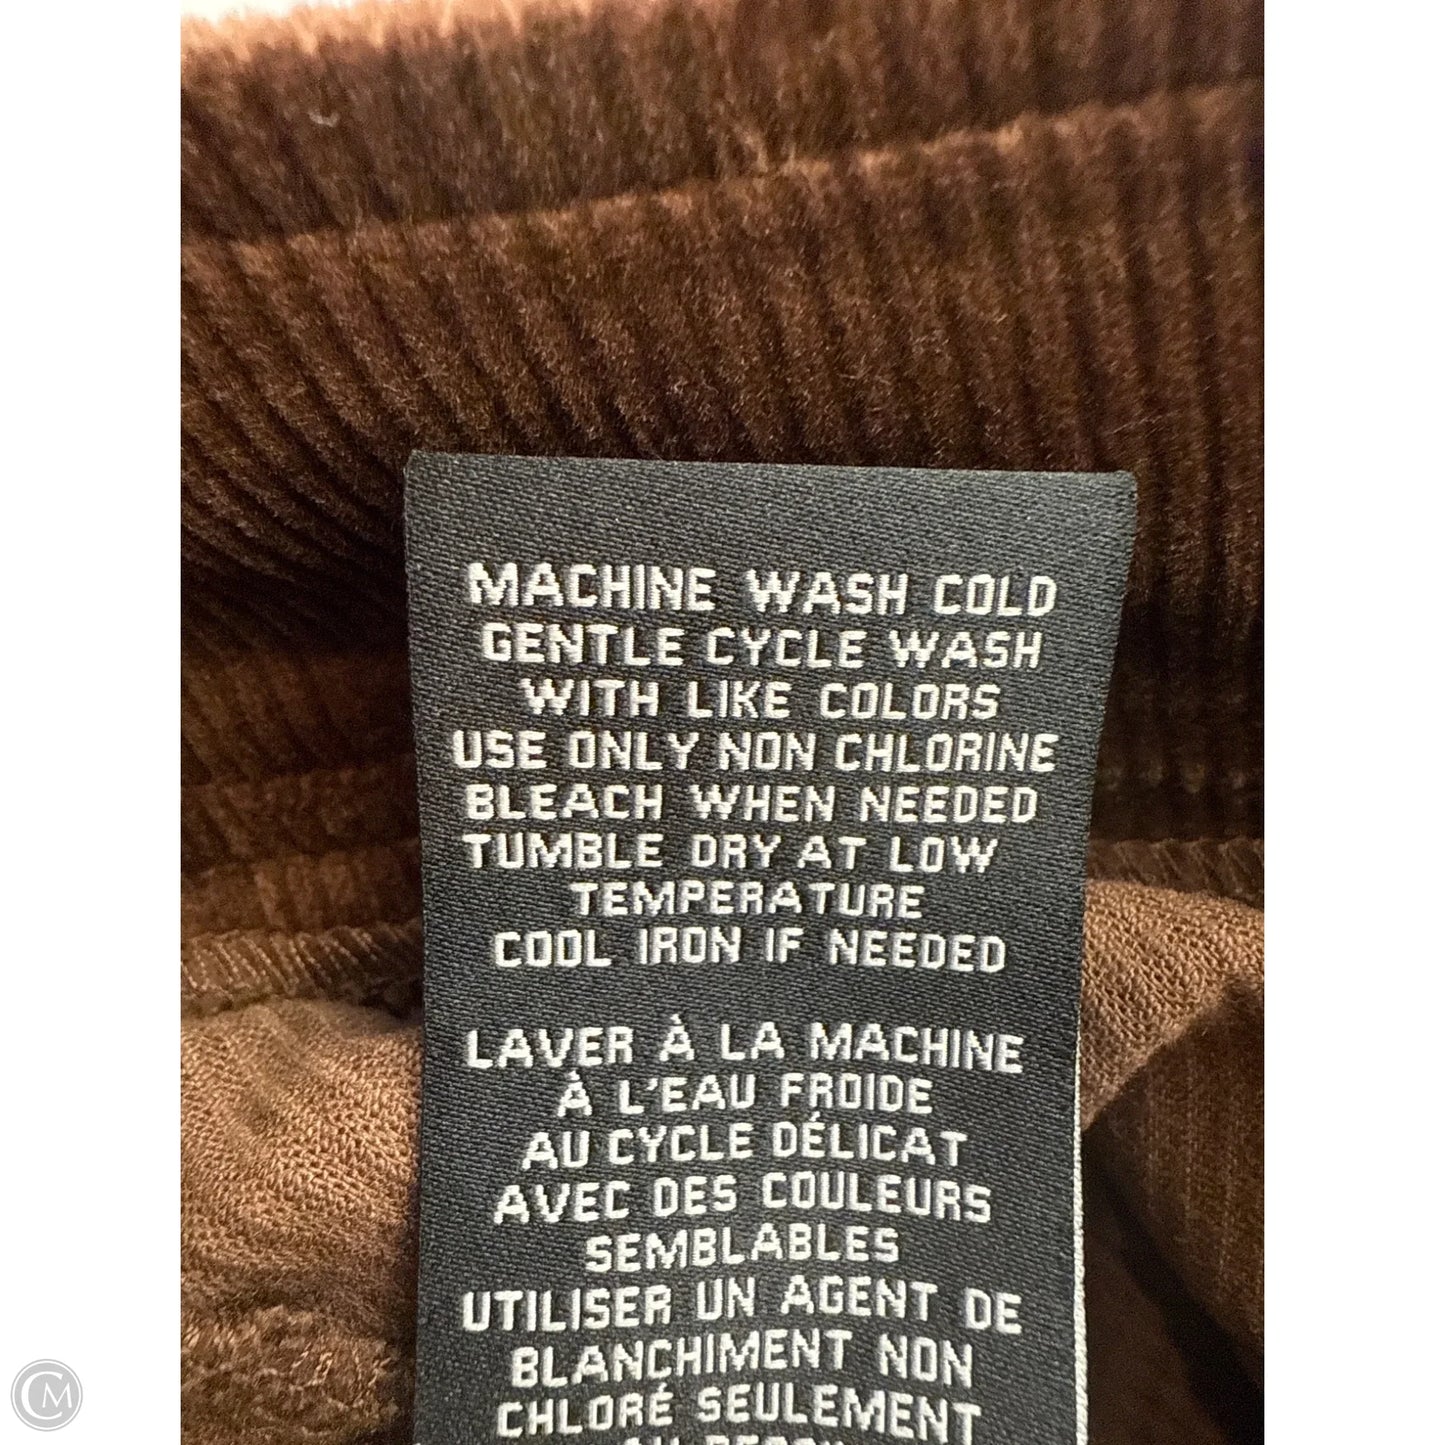 MACHINE WASH COLD
GENTLE CYCLE WASH
WITH LIKE COLORS
USE ONLY NON CHLORINE
BLEACH WHEN NEEDED
TUMBLE DRY AT LOW
TEMPERATURE
COOL IRON IF NEEDED
LAVER À LA MACHINE
À L'EAU FROIDE
AU CYCLE DÉLICAT
AVEC DES COULEURS
SEMBLABLES
UTILISER UN AGENT DE
BLANCHIMENT NON
CHLORÉ SEULEMENT
CM